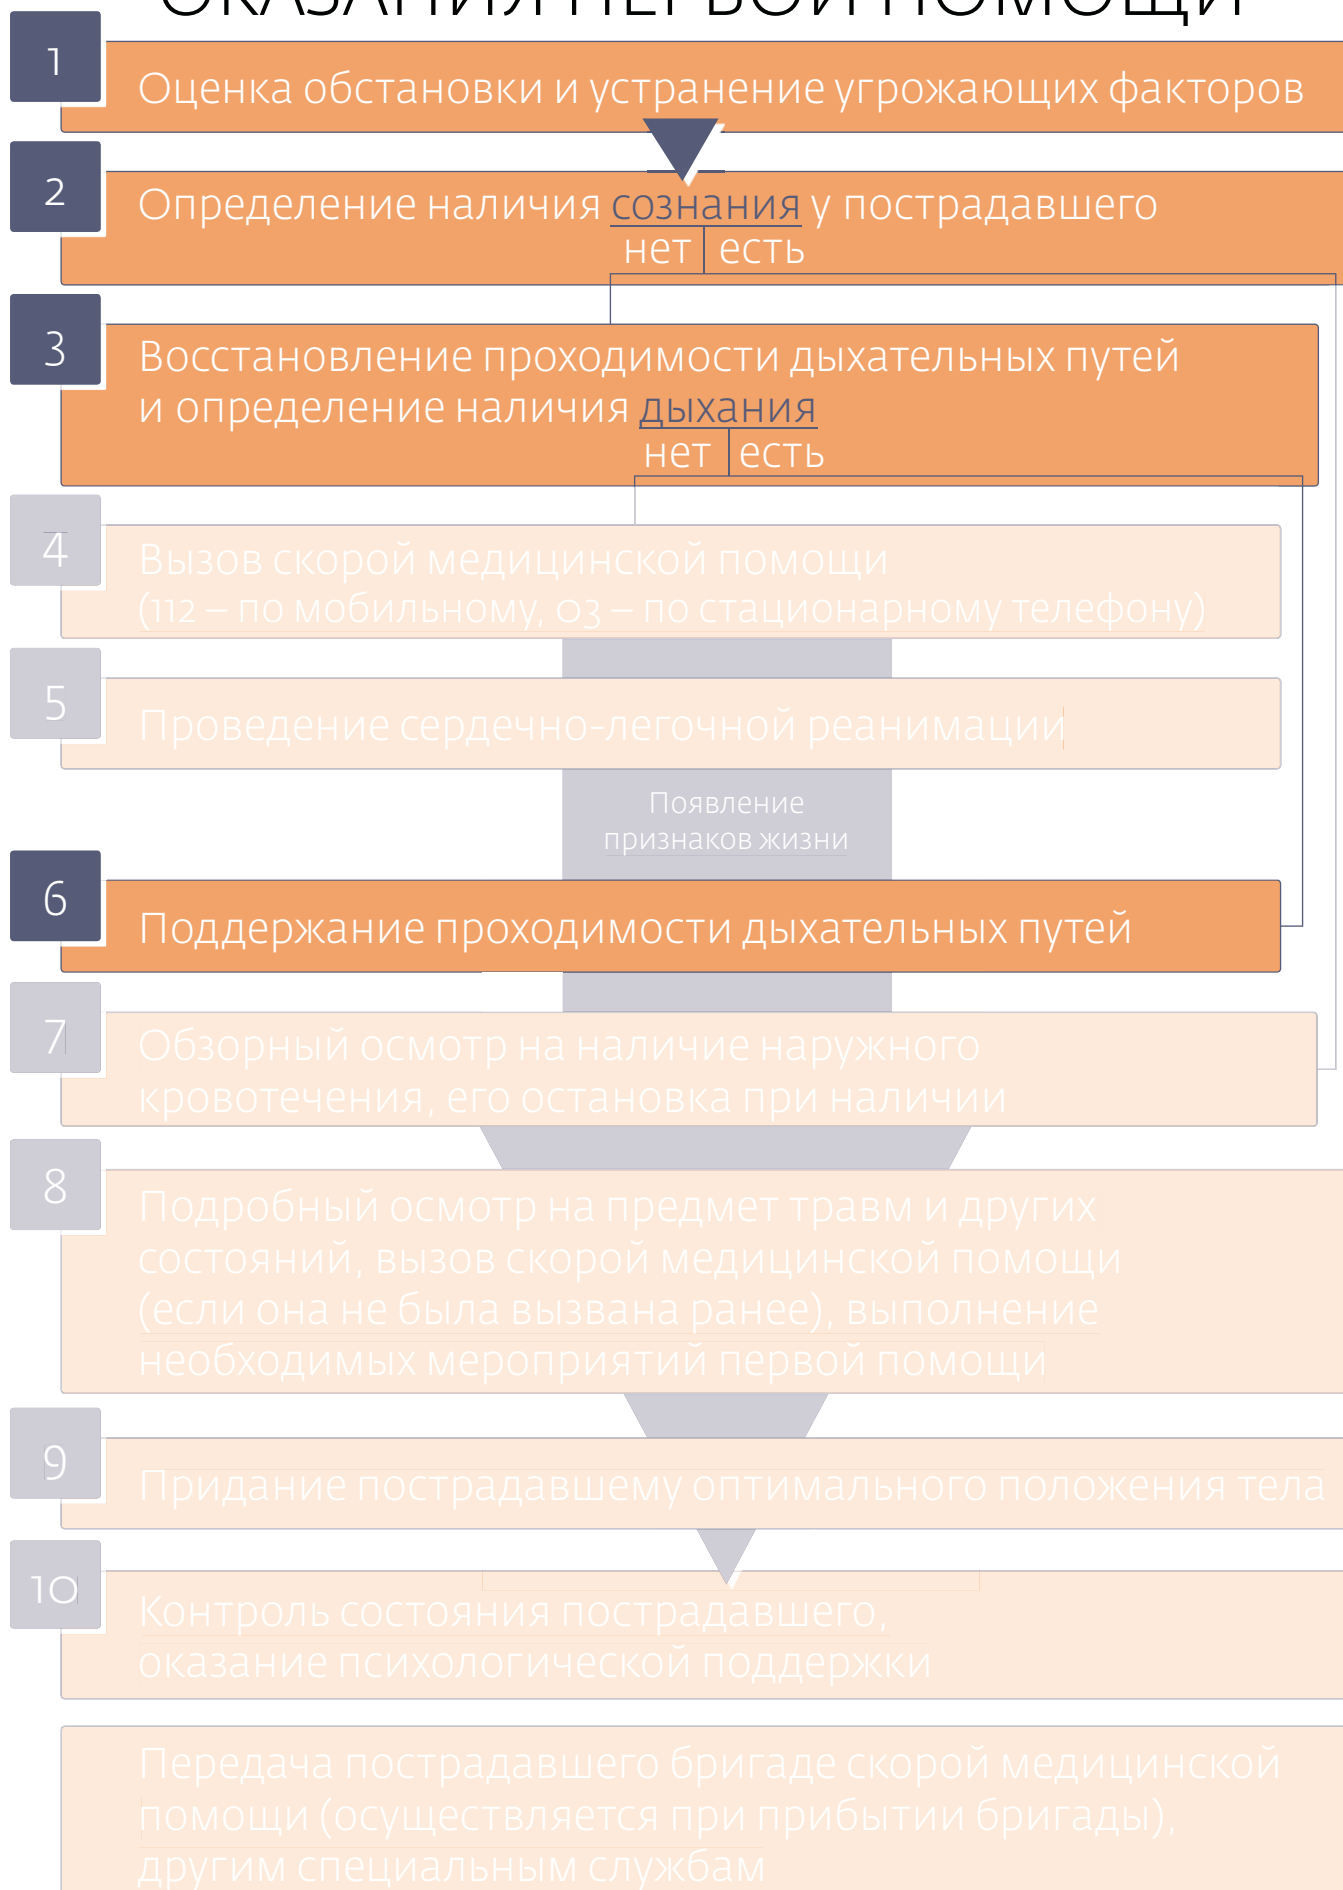 ОКАЗАНИЯ ПЕРВОЙ ПОМОЩИ
1
Оценка обстановки и устранение угрожающих факторов
2
Определение наличия сознания у пострадавшего
нет есть
3
Восстановление проходимости дыхательных путей
и определение наличия дыхания
нет есть
4
Вызов скорой медицинской помощи
(112 – по мобильному, 03 – по стационарному телефону)
5
Проведение сердечно-легочной реанимации
Появление
признаков жизни
6
Поддержание проходимости дыхательных путей
7
Обзорный осмотр на наличие наружного
кровотечения, его остановка при наличии
8
Подробный осмотр на предмет травм и других
состояний, вызов скорой медицинской помощи
(если она не была вызвана ранее), выполнение
необходимых мероприятий первой помощи
9
Придание пострадавшему оптимального положения тела
10
Контроль состояния пострадавшего,
оказание психологической поддержки
Передача пострадавшего бригаде скорой медицинской
помощи (осуществляется при прибытии бригады),
другим специальным службам